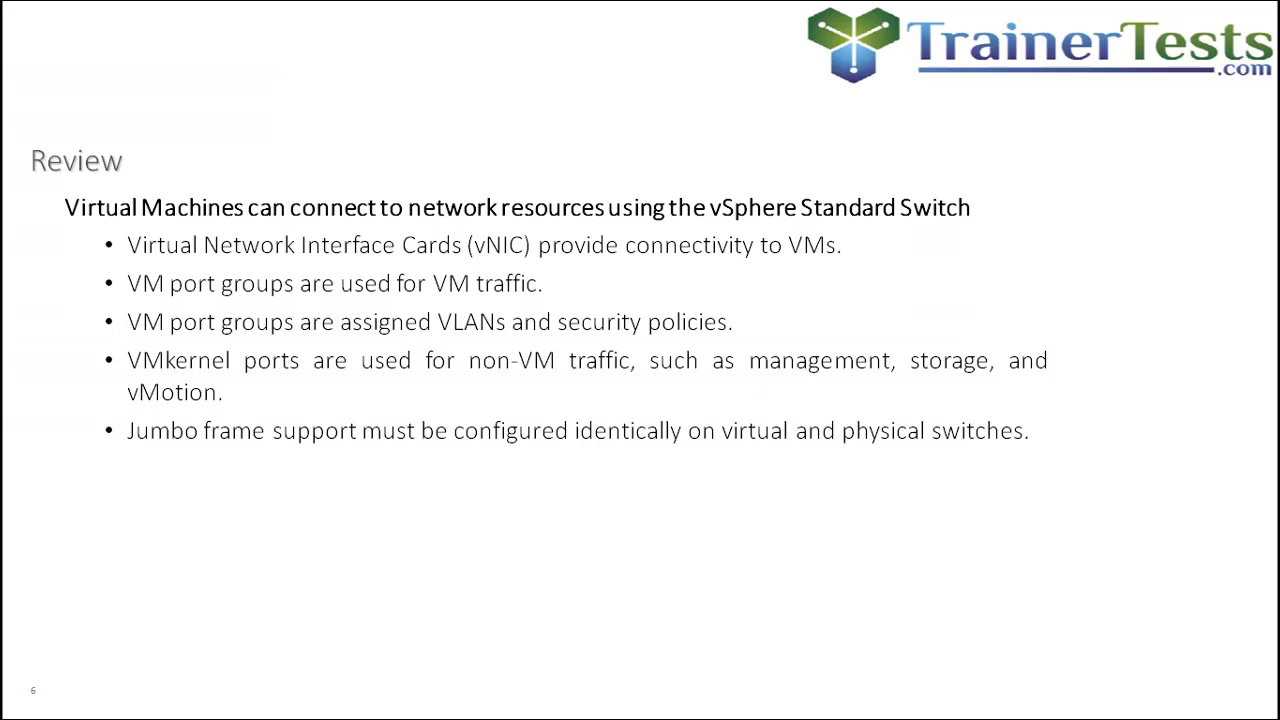 TrainerTests
.com
Review
Virtual Machines can connect to network resources using the vSphere Standard Switch
• Virtual Network Interface Cards (vNIC) provide connectivity to VMs.
• VM port groups are used for VM traffic.
• VM port groups are assigned VLANs and security policies.
• VMkernel ports are used for non-VM traffic, such as management, storage, and
vMotion.
• Jumbo frame support must be configured identically on virtual and physical switches.
6